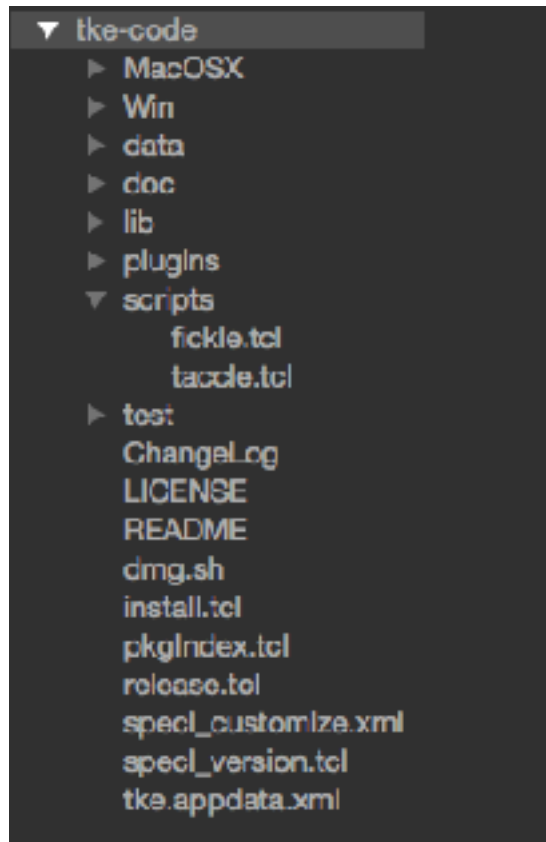 tke-code
MacOSX
Win
data
doc
lib
plugins
scripts
fickle.tcl
taccle.tcl
test
ChangeLog
LICENSE
README
dmg.sh
install.tcl
pkgIndex.tcl
release.tcl
specl_customize.xml
specl_version.tcl
tke.appdata.xml